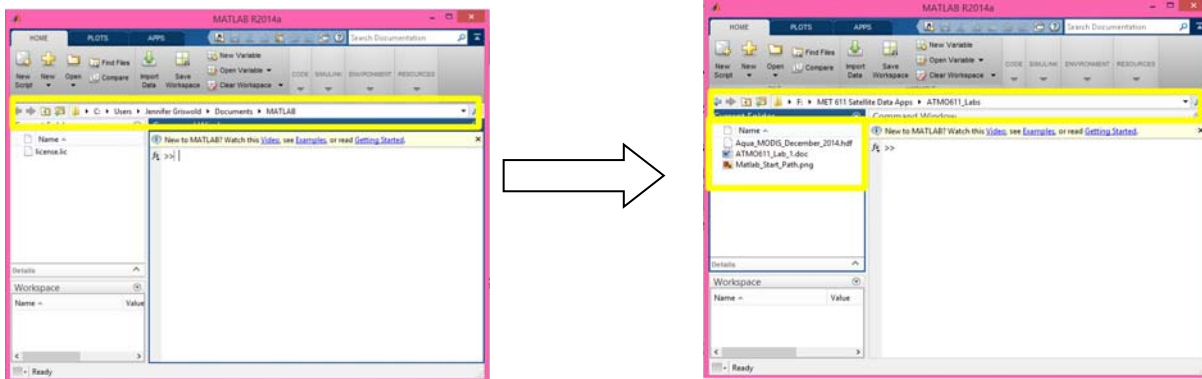 MATLAB R2014a
HOME PLOTS APPS
Search Documentation
New Script
New
Open
Find Files
Compare
Import Data
Save Workspace
New Variable
Open Variable
Clear Workspace
CODE SIMULINK ENVIRONMENT RESOURCES
C: Users Jennifer Griswold Documents MATLAB
Name
license.lic
New to MATLAB? Watch this Video, see Examples, or read Getting Started.
fx >>
Details
Workspace
Name Value
Ready
MATLAB R2014a
HOME PLOTS APPS
Search Documentation
New Script
New
Open
Find Files
Compare
Import Data
Save Workspace
New Variable
Open Variable
Clear Workspace
CODE SIMULINK ENVIRONMENT RESOURCES
F: MET 611 Satellite Data Apps ATMO611_Labs
Current Folder
Command Window
Name
Aqua_MODIS_December_2014.hdf
ATMO611_Lab_1.doc
Matlab_Start_Path.png
New to MATLAB? Watch this Video, see Examples, or read Getting Started.
fx >>
Details
Workspace
Name Value
Ready